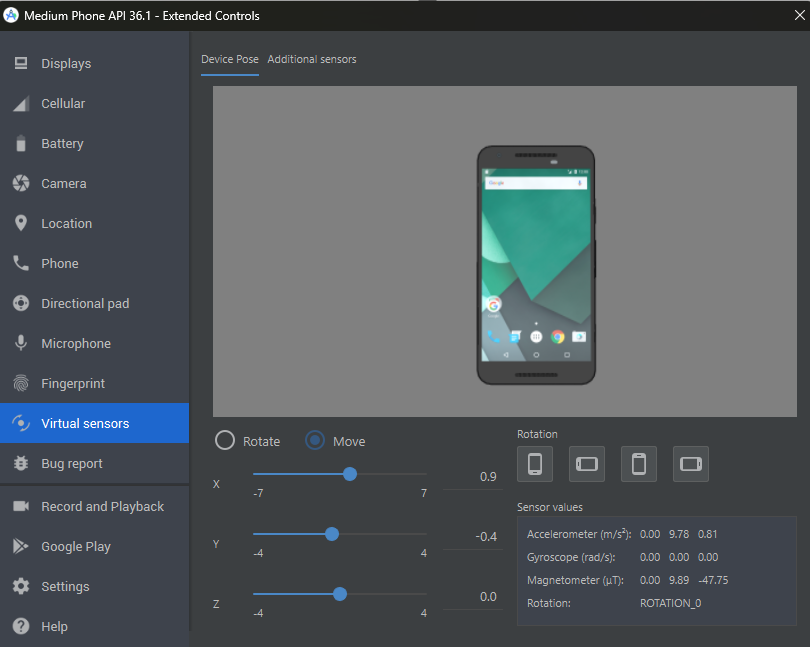 Medium Phone API 36.1 - Extended Controls
Displays
Cellular
Battery
Camera
Location
Phone
Directional pad
Microphone
Fingerprint
Virtual sensors
Bug report
Record and Playback
Google Play
Settings
Help
Device Pose Additional sensors
Google
Rotate Move
X
-7 7
0.9
Y
-4 4
-0.4
Z
-4 4
0.0
Rotation
Sensor values
Accelerometer (m/s²): 0.00 9.78 0.81
Gyroscope (rad/s): 0.00 0.00 0.00
Magnetometer (μT): 0.00 9.89 -47.75
Rotation: ROTATION_0